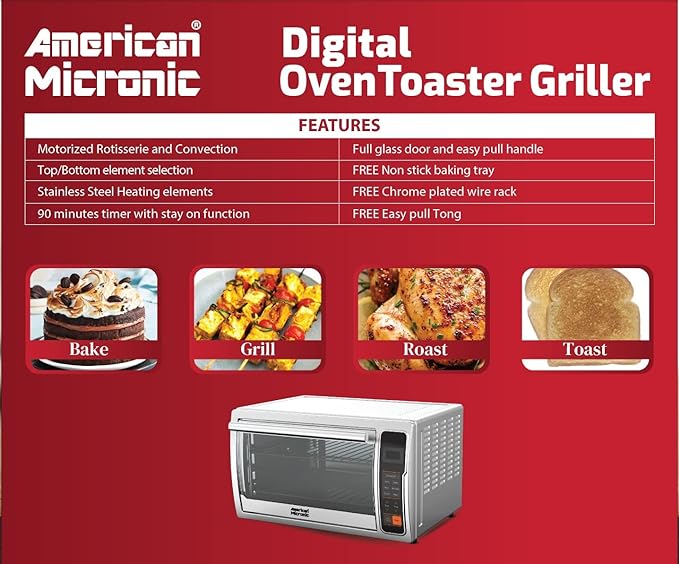 American®
Micronic
Digital
Oven Toaster Griller
FEATURES
Motorized Rotisserie and Convection
Full glass door and easy pull handle
Top/Bottom element selection
FREE Non stick baking tray
Stainless Steel Heating elements
FREE Chrome plated wire rack
90 minutes timer with stay on function
FREE Easy pull Tong
Bake
Grill
Roast
Toast
American
Micronic